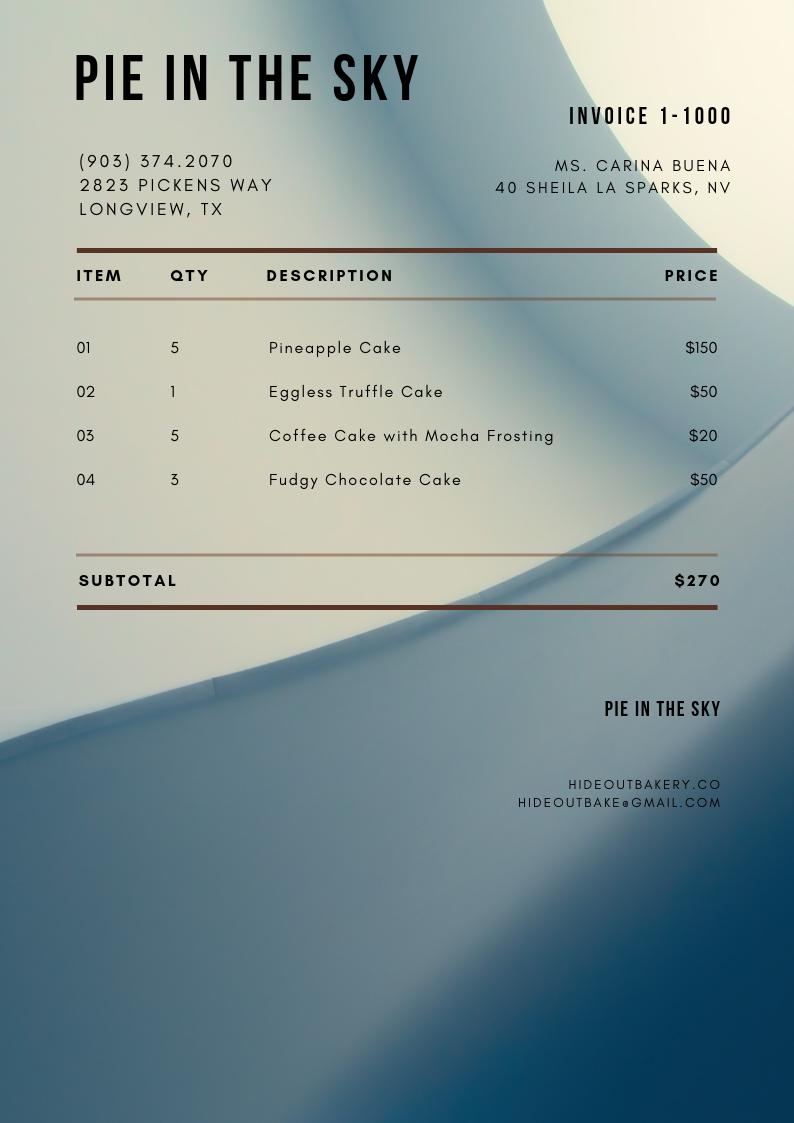 PIE IN THE SKY
INVOICE 1-1000
(903) 374.2070
2823 PICKENS WAY
LONGVIEW, TX
MS. CARINA BUENA
40 SHEILA LA SPARKS, NV
ITEM QTY DESCRIPTION PRICE
01 5 Pineapple Cake $150
02 1 Eggless Truffle Cake $50
03 5 Coffee Cake with Mocha Frosting $20
04 3 Fudgy Chocolate Cake $50
SUBTOTAL $270
PIE IN THE SKY
HIDEOUTBAKERY.CO
HIDEOUTBAKE@GMAIL.COM